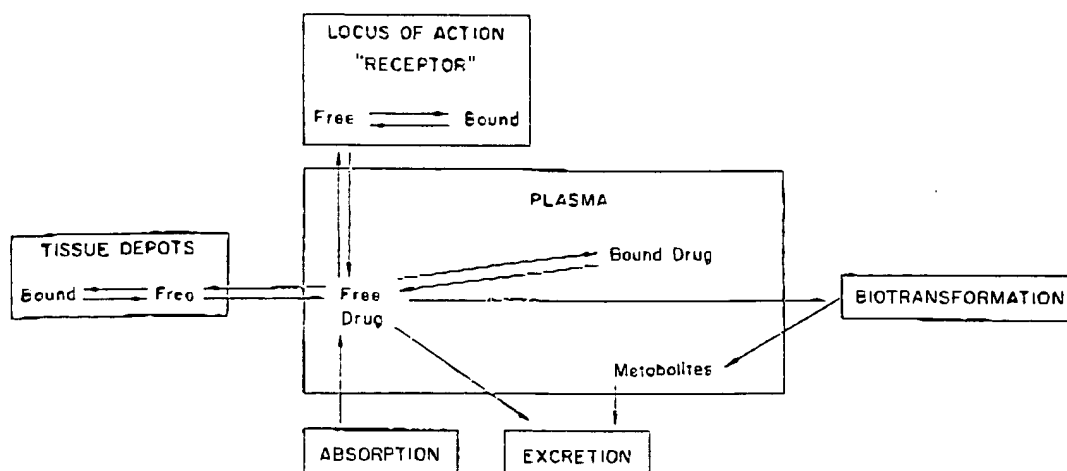 LOCUS OF ACTION
"RECEPTOR"
Free Bound
PLASMA
TISSUE DEPOTS
Bound Drug
Bound Free
Free
Drug
BIOTRANSFORMATION
Metabolites
ABSORPTION
EXCRETION